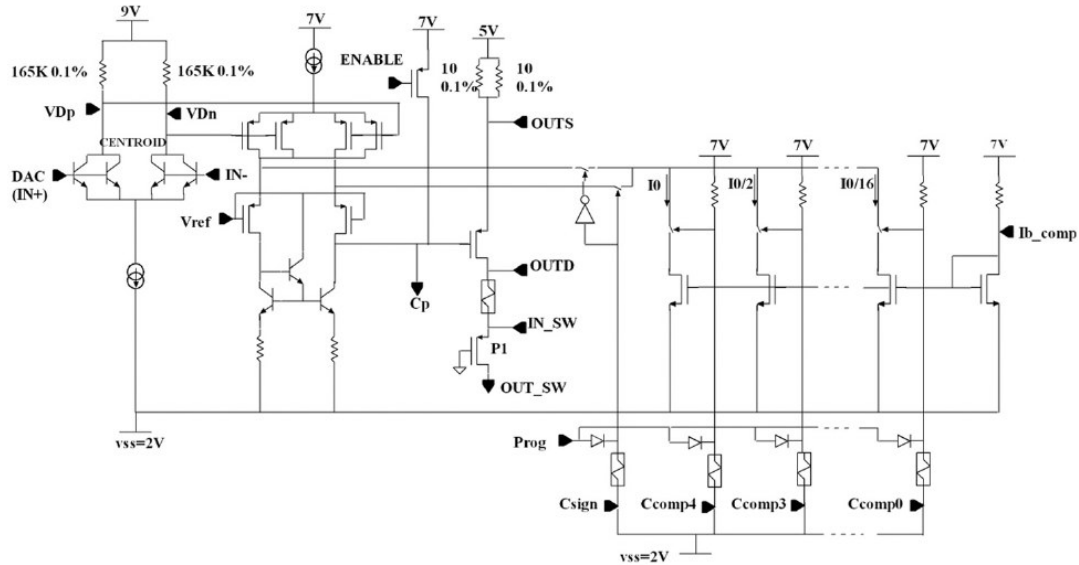 9V
7V
7V
5V
ENABLE
165K 0.1%
165K 0.1%
10
0.1%
10
0.1%
VDp
VDn
OUTS
CENTROID
7V
7V
7V
7V
DAC
(IN+)
IN-
I0
I0/2
I0/16
Vref
Ib_comp
OUTD
Cp
IN_SW
P1
OUT_SW
vss=2V
Prog
Csign
Ccomp4
Ccomp3
Ccomp0
vss=2V